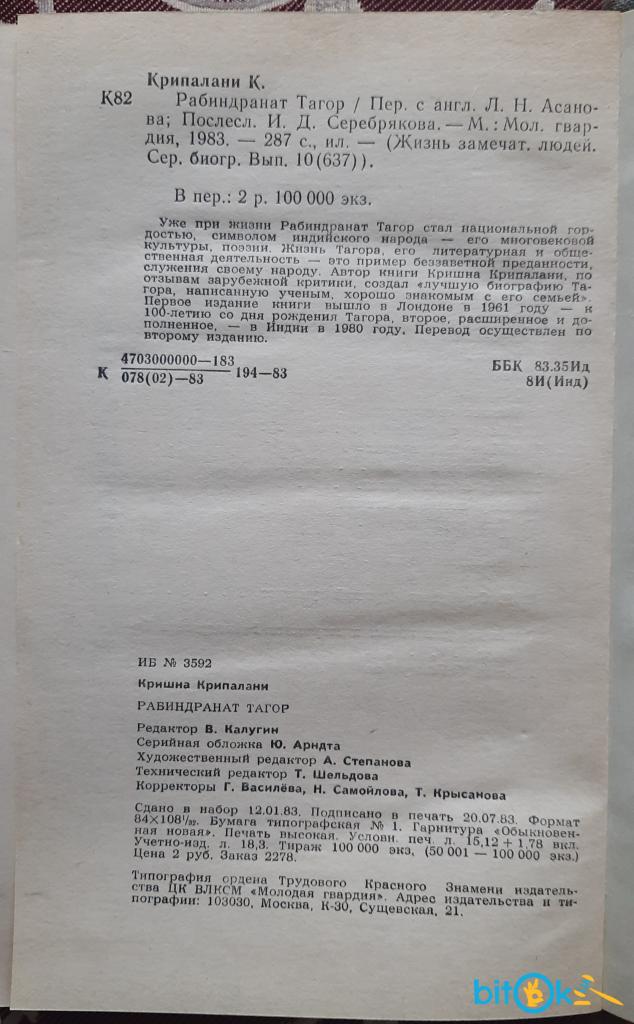 Крипалани К.
К82
Рабиндранат Тагор / Пер. с англ. Л. Н. Асано-
ва; Послесл. И. Д. Серебрякова. — М.: Мол. гвар-
дия, 1983. — 287 с., ил. — (Жизнь замечат. людей.
Сер. биогр. Вып. 10(637)).
В пер.: 2 р. 100 000 экз.
Уже при жизни Рабиндранат Тагор стал национальной гор-
достью, символом индийского народа — его многовековой
культуры, поэзии. Жизнь Тагора, его литературная и обще-
ственная деятельность — это пример беззаветной преданности,
служения своему народу. Автор книги Кришна Крипалани, по
отзывам зарубежной критики, создал «лучшую биографию Та-
гора, написанную ученым, хорошо знакомым с его семьей».
Первое издание книги вышло в Лондоне в 1961 году — к
100-летию со дня рождения Тагора, второе, расширенное и до-
полненное, — в Индии в 1980 году. Перевод осуществлен по
второму изданию.
К 4703000000—183
078(02)—83 194—83
ББК 83.35Ид
8И(Инд)
ИБ № 3592
Кришна Крипалани
РАБИНДРАНАТ ТАГОР
Редактор В. Калугин
Серийная обложка Ю. Арндта
Художественный редактор А. Степанова
Технический редактор Т. Шельдова
Корректоры Г. Василёва, Н. Самойлова, Т. Крысанова
Сдано в набор 12.01.83. Подписано в печать 20.07.83. Формат
84×108¹/₃₂. Бумага типографская № 1. Гарнитура «Обыкновен-
ная новая». Печать высокая. Условн. печ. л. 15,12 + 1,78 вкл.
Учетно-изд. л. 18,3. Тираж 100 000 экз. (50 001 — 100 000 экз.)
Цена 2 руб. Заказ 2278.
Типография ордена Трудового Красного Знамени издатель-
ства ЦК ВЛКСМ «Молодая гвардия». Адрес издательства и ти-
пографии: 103030, Москва, К-30, Сущевская, 21.
bitok